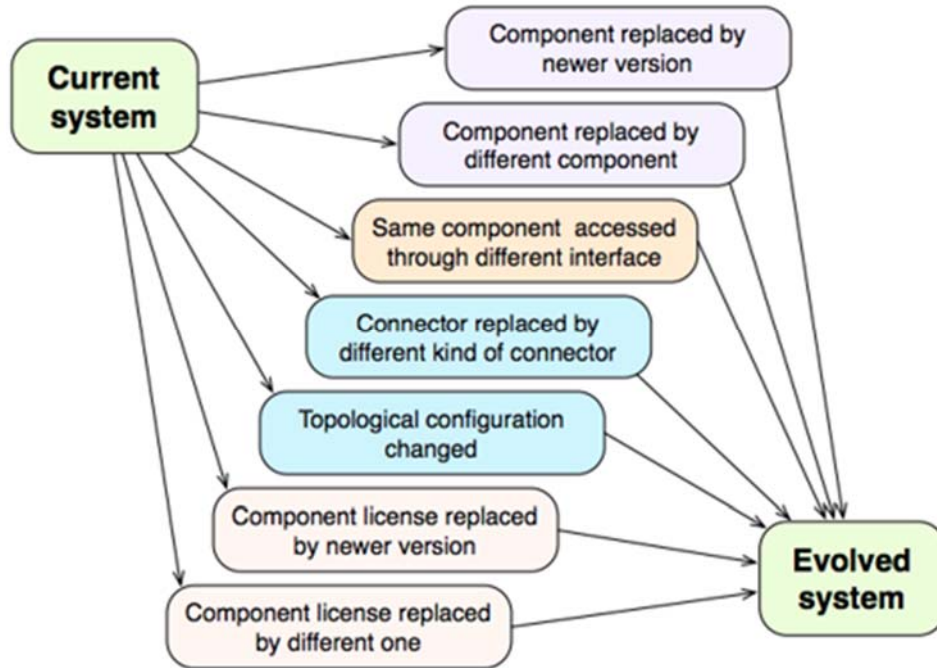 Current
system
Component replaced by
newer version
Component replaced by
different component
Same component accessed
through different interface
Connector replaced by
different kind of connector
Topological configuration
changed
Component license replaced
by newer version
Component license replaced
by different one
Evolved
system